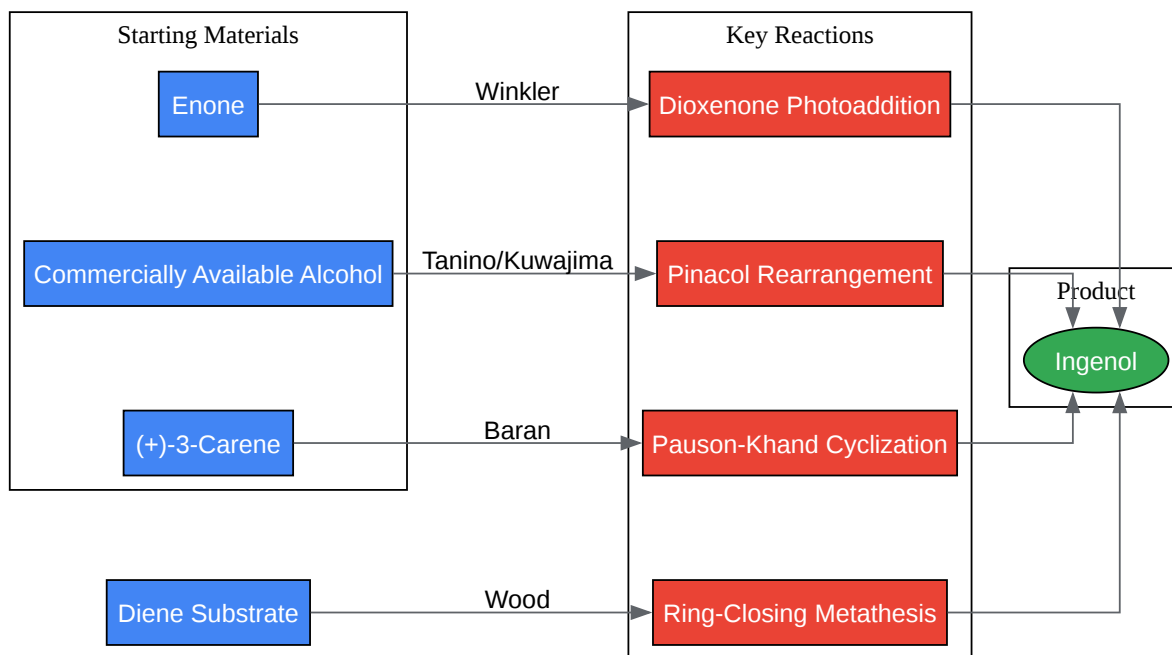 Starting Materials
Key Reactions
Enone
Winkler
Dioxenone Photoaddition
Commercially Available Alcohol
Tanino/Kuwajima
Pinacol Rearrangement
Product
Ingenol
(+)-3-Carene
Baran
Pauson-Khand Cyclization
Diene Substrate
Wood
Ring-Closing Metathesis